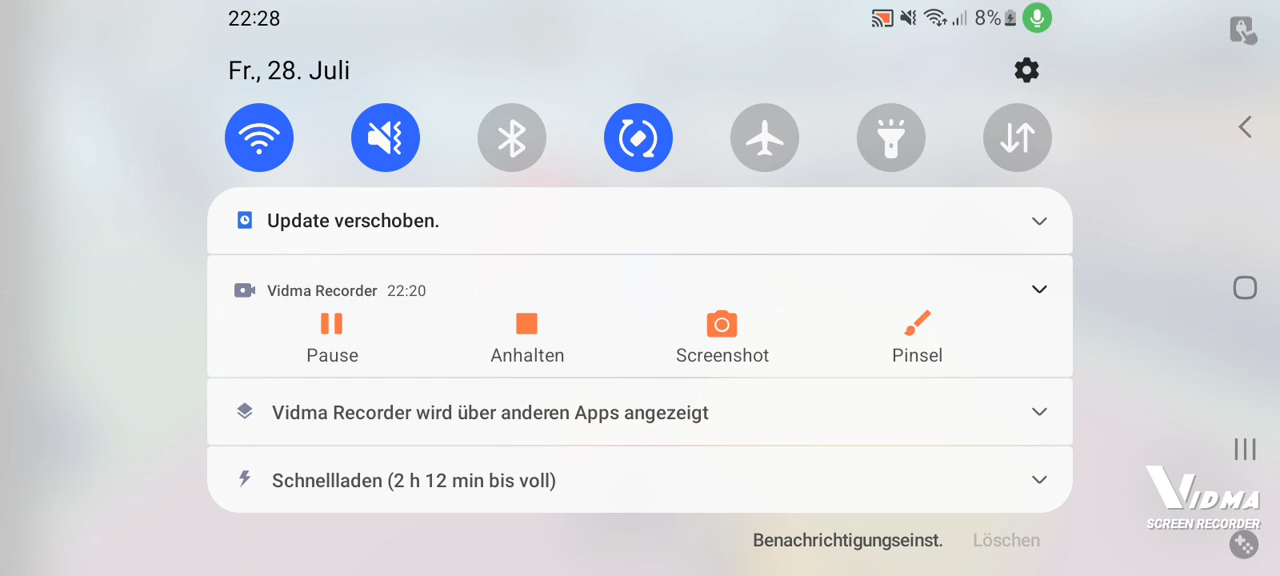 22:28
8%
Fr., 28. Juli
Update verschoben.
Vidma Recorder 22:20
Pause Anhalten Screenshot Pinsel
Vidma Recorder wird über anderen Apps angezeigt
Schnellladen (2 h 12 min bis voll)
VIDMA
SCREEN RECORDER
Benachrichtigungseinst. Löschen